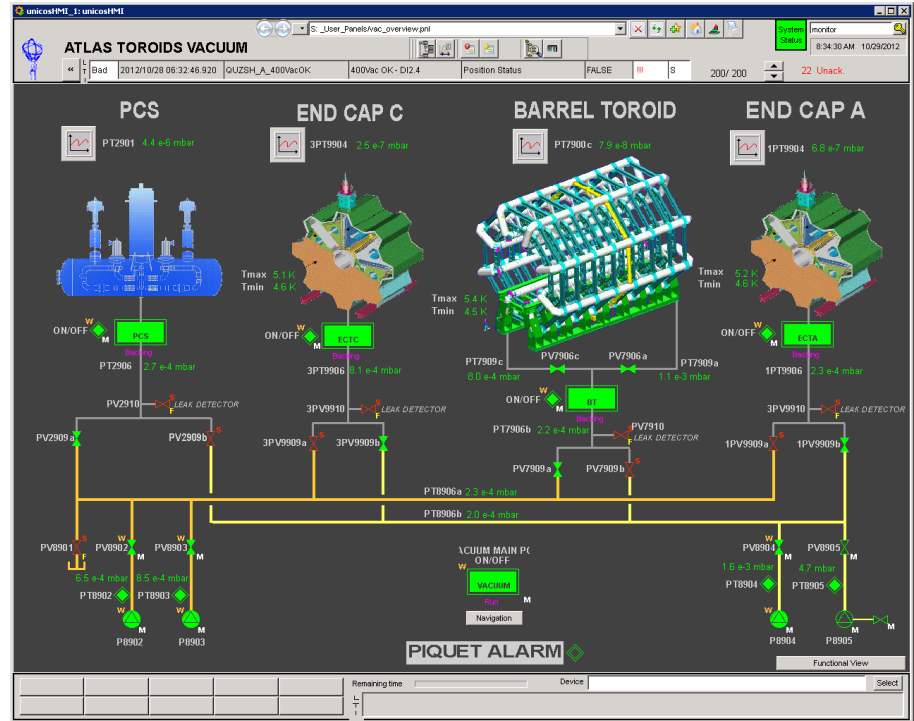 unicosHMI_1: unicosHMI
S: _User_Panels/vac_overview.pnl
System Status
monitor
ATLAS TOROIDS VACUUM
8:34:30 AM 10/29/2012
« L T I Bad 2012/10/28 06:32:46.920 QUZSH_A_400VacOK 400Vac OK - DI2.4 Position Status FALSE !!! S 200/ 200 22 Unack.
PCS END CAP C BARREL TOROID END CAP A
PT2901 4.4 e-6 mbar 3PT9904 2.5 e-7 mbar PT7900c 7.9 e-8 mbar 1PT9904 6.8 e-7 mbar
Tmax 5.1 K
Tmin 4.6 K
Tmax 5.4 K
Tmin 4.5 K
Tmax 5.2 K
Tmin 4.6 K
ON/OFF W M PCS
Backing
ON/OFF W M ECTC
Backing
ON/OFF W M ECTA
Backing
PT2906 2.7 e-4 mbar
3PT9906 8.1 e-4 mbar
PT7909c PV7906c PV7906a PT7909a
8.0 e-4 mbar 1.1 e-3 mbar
1PT9906 2.3 e-4 mbar
ON/OFF W M BT
Backing
PV2910 S F LEAK DETECTOR
3PV9910 S F LEAK DETECTOR
PT7906b 2.2 e-4 mbar
PV7910 S F LEAK DETECTOR
3PV9910 S F LEAK DETECTOR
PV2909a PV2909b S 3PV9909a S 3PV9909b PV7909a PV7909b S 1PV9909a S 1PV9909b
PT8906a 2.3 e-4 mbar
PT8906b 2.0 e-4 mbar
PV8901 S F PV8902 W M PV8903 M
6.5 e-4 mbar 8.5 e-4 mbar
PT8902 PT8903
W M W M
P8902 P8903
VACUUM MAIN PC
ON/OFF
W VACUUM
Run M
Navigation
PV8904 W M PV8905 M
1.6 e-3 mbar 4.7 mbar
PT8904 PT8905
W M M M
P8904 P8905
PIQUET ALARM
Functional View
Remaining time Device Select
L T I